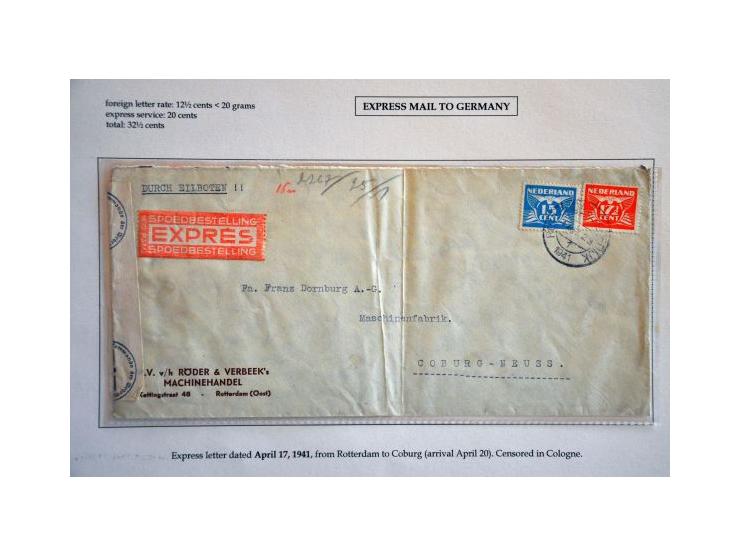 foreign letter rate: 12½ cents < 20 grams
express service: 20 cents
total: 32½ cents
EXPRESS MAIL TO GERMANY
DURCH EILBOTEN !!
SPOEDBESTELLING
EXPRES
SPOEDBESTELLING
NEDERLAND
15
CENT
NEDERLAND
17½
CENT
1941
Fa. Franz Dornburg A.-G.
Maschinenfabrik.
COBURG-NEUSS.
.V. v/h RÖDER & VERBEEK's
MACHINEHANDEL
Kettingstraat 48 - Rotterdam (Oost)
Express letter dated April 17, 1941, from Rotterdam to Coburg (arrival April 20). Censored in Cologne.